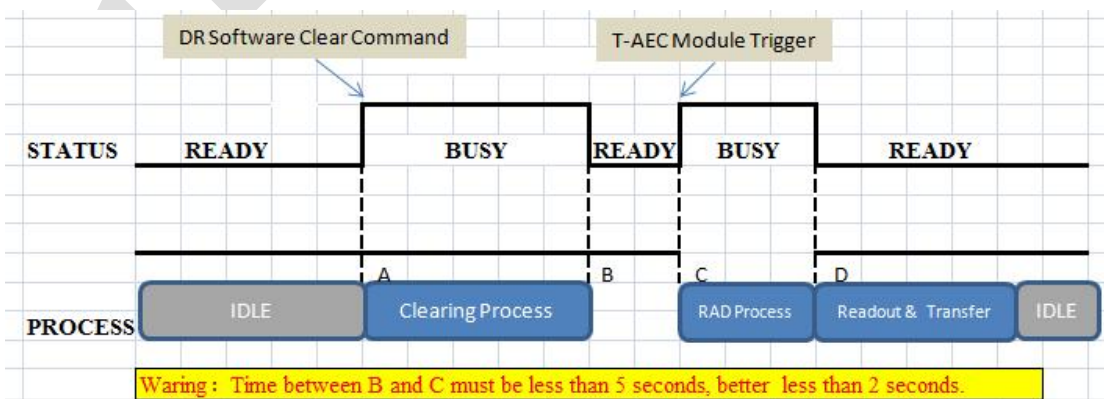 DR Software Clear Command
T-AEC Module Trigger
STATUS READY BUSY READY BUSY READY
A B C D
PROCESS IDLE Clearing Process RAD Process Readout & Transfer IDLE
Waring： Time between B and C must be less than 5 seconds, better less than 2 seconds.